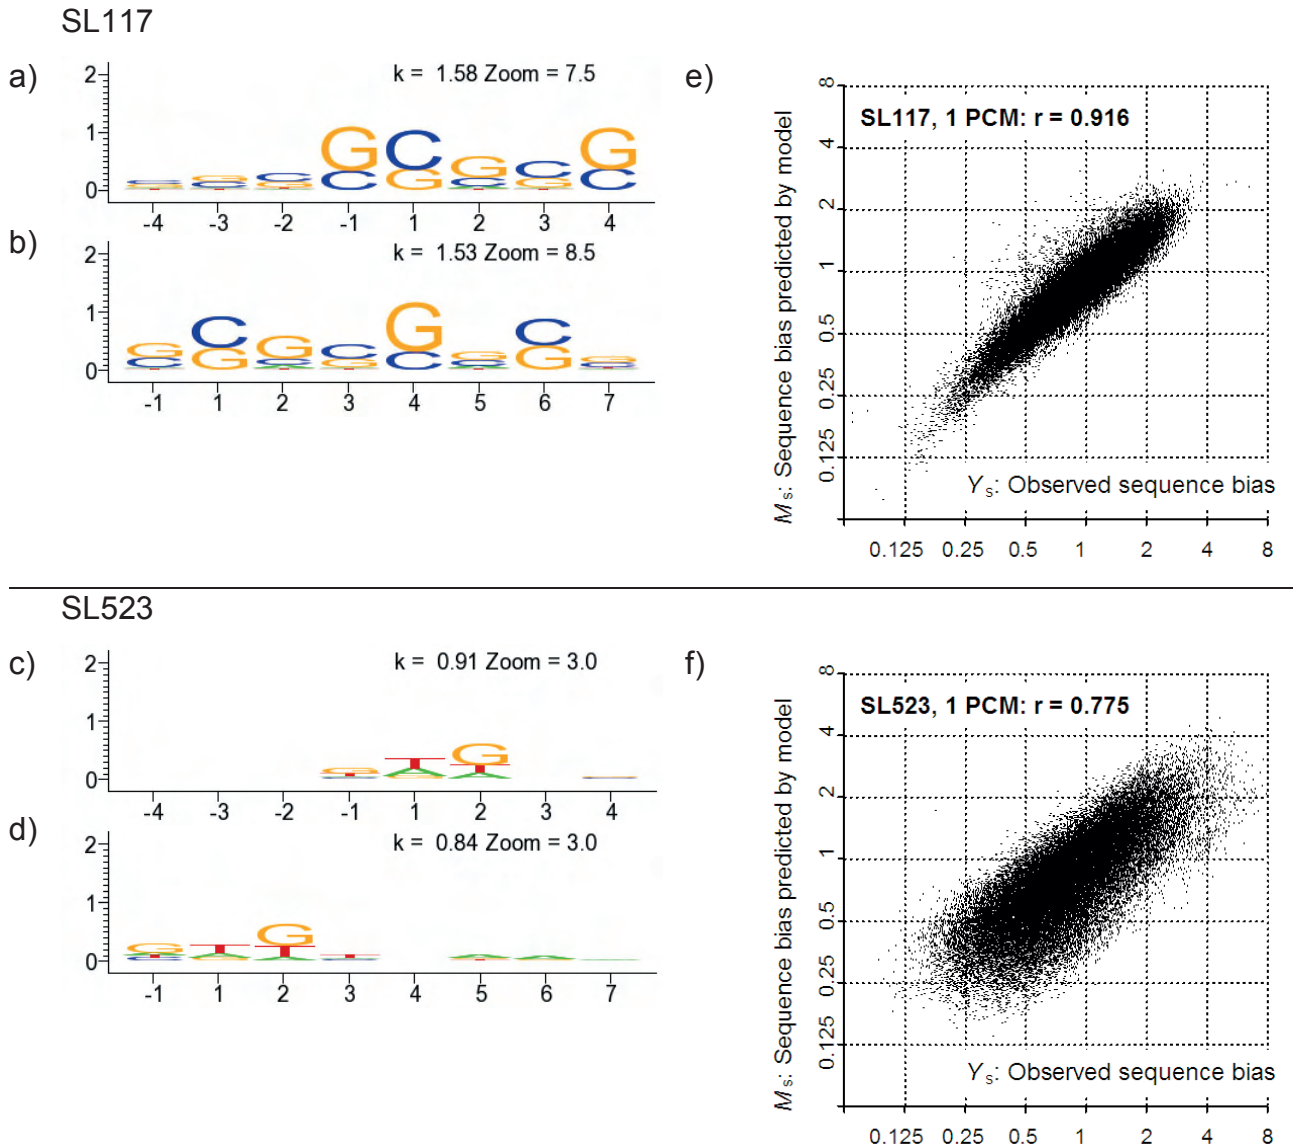 SL117
a)
k = 1.58 Zoom = 7.5
2
1
0
-4 -3 -2 -1 1 2 3 4
b)
k = 1.53 Zoom = 8.5
2
1
0
-1 1 2 3 4 5 6 7
e)
SL117, 1 PCM: r = 0.916
Ms: Sequence bias predicted by model
8
4
2
1
0.5
0.25
0.125
Ys: Observed sequence bias
0.125 0.25 0.5 1 2 4 8
SL523
c)
k = 0.91 Zoom = 3.0
2
1
0
-4 -3 -2 -1 1 2 3 4
d)
k = 0.84 Zoom = 3.0
2
1
0
-1 1 2 3 4 5 6 7
f)
SL523, 1 PCM: r = 0.775
Ms: Sequence bias predicted by model
8
4
2
1
0.5
0.25
0.125
Ys: Observed sequence bias
0.125 0.25 0.5 1 2 4 8